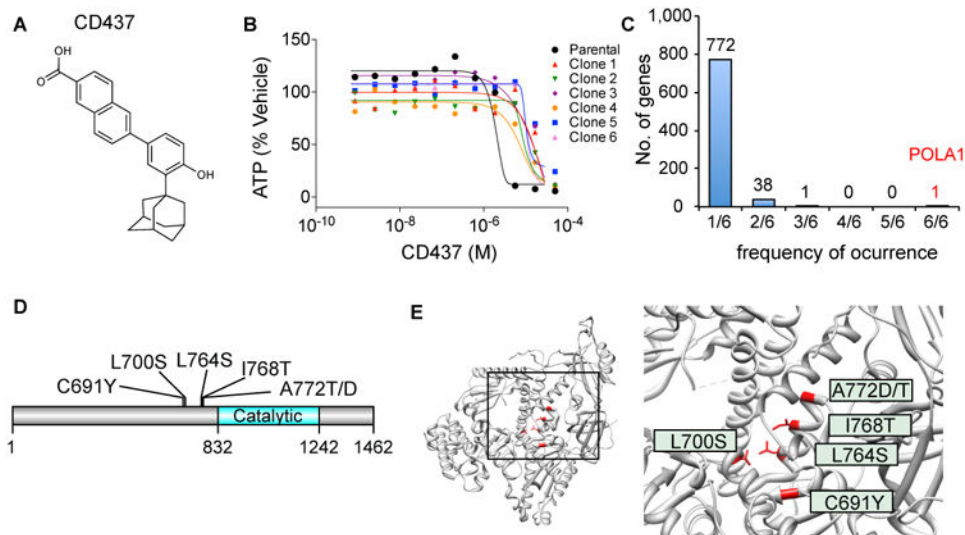 A
CD437
OH
O
OH
B
150
100
50
0
ATP (% Vehicle)
10⁻¹⁰
10⁻⁸
10⁻⁶
10⁻⁴
CD437 (M)
Parental
Clone 1
Clone 2
Clone 3
Clone 4
Clone 5
Clone 6
C
No. of genes
1,000
800
600
400
200
0
772
38
1
0
0
POLA1
1
1/6
2/6
3/6
4/6
5/6
6/6
frequency of ocurrence
D
L700S
L764S
C691Y
I768T
A772T/D
Catalytic
1
832
1242
1462
E
A772D/T
I768T
L700S
L764S
C691Y